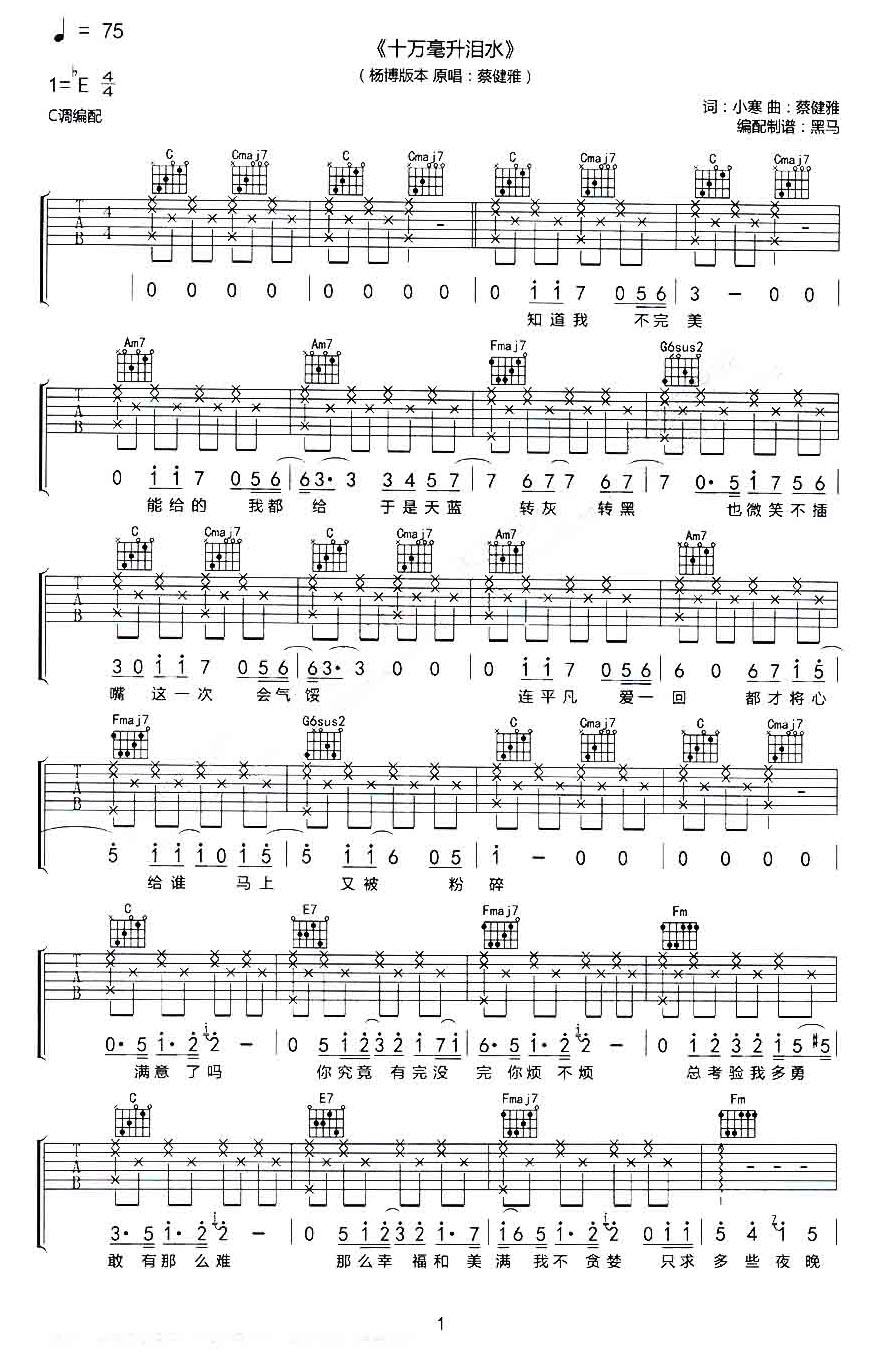 ♩ = 75
《十万毫升泪水》
（杨博版本 原唱：蔡健雅）
1=♭E 4/4
C调编配
词：小寒 曲：蔡健雅
编配制谱：黑马
C Cmaj7 C Cmaj7 C Cmaj7 C Cmaj7
T A B 4 4
0 0 0 0 | 0 0 0 0 | 0 i i 7 0 5 6 | 3 － 0 0 |
知道我 不完美
Am7 Am7 Fmaj7 G6sus2
T A B
0 i i 7 0 5 6 | 6 3· 3 3 4 5 7 | 7 6 7 7 6 7 | 7 0· 5 i 7 5 6
能给的 我都 给 于是天蓝 转灰 转黑 也微笑不插
C Cmaj7 C Cmaj7 Am7 Am7
T A B
3 0 i i 7 0 5 6 | 6 3· 3 0 0 | 0 i i 7 0 5 6 | 6 0 6 7 i 5
嘴 这一次 会气馁 连平凡 爱一回 都才将心
Fmaj7 G6sus2 C Cmaj7 C Cmaj7
T A B
5 i i i 0 i 5 | 5 i i 6 0 5 | i － 0 0 | 0 0 0 0 |
给谁 马上 又被 粉碎
C E7 Fmaj7 Fm
T A B
0· 5 i· 2 2 － | 0 5 i 2 3 2 i 7 i | 6· 5 i· 2 2 － | 0 i 2 3 2 i 5 #5
满意了吗 你究竟有完没 完你烦不烦 总考验我多勇
C E7 Fmaj7 Fm
T A B
3· 5 i· 2 2 － | 0 5 i 2 3 2 i· 7 | i 6 5 i· 2 2 0 i i | 5 4 i 5
敢有那么难 那么幸福和美 满我不贪婪 只求多些夜晚
1